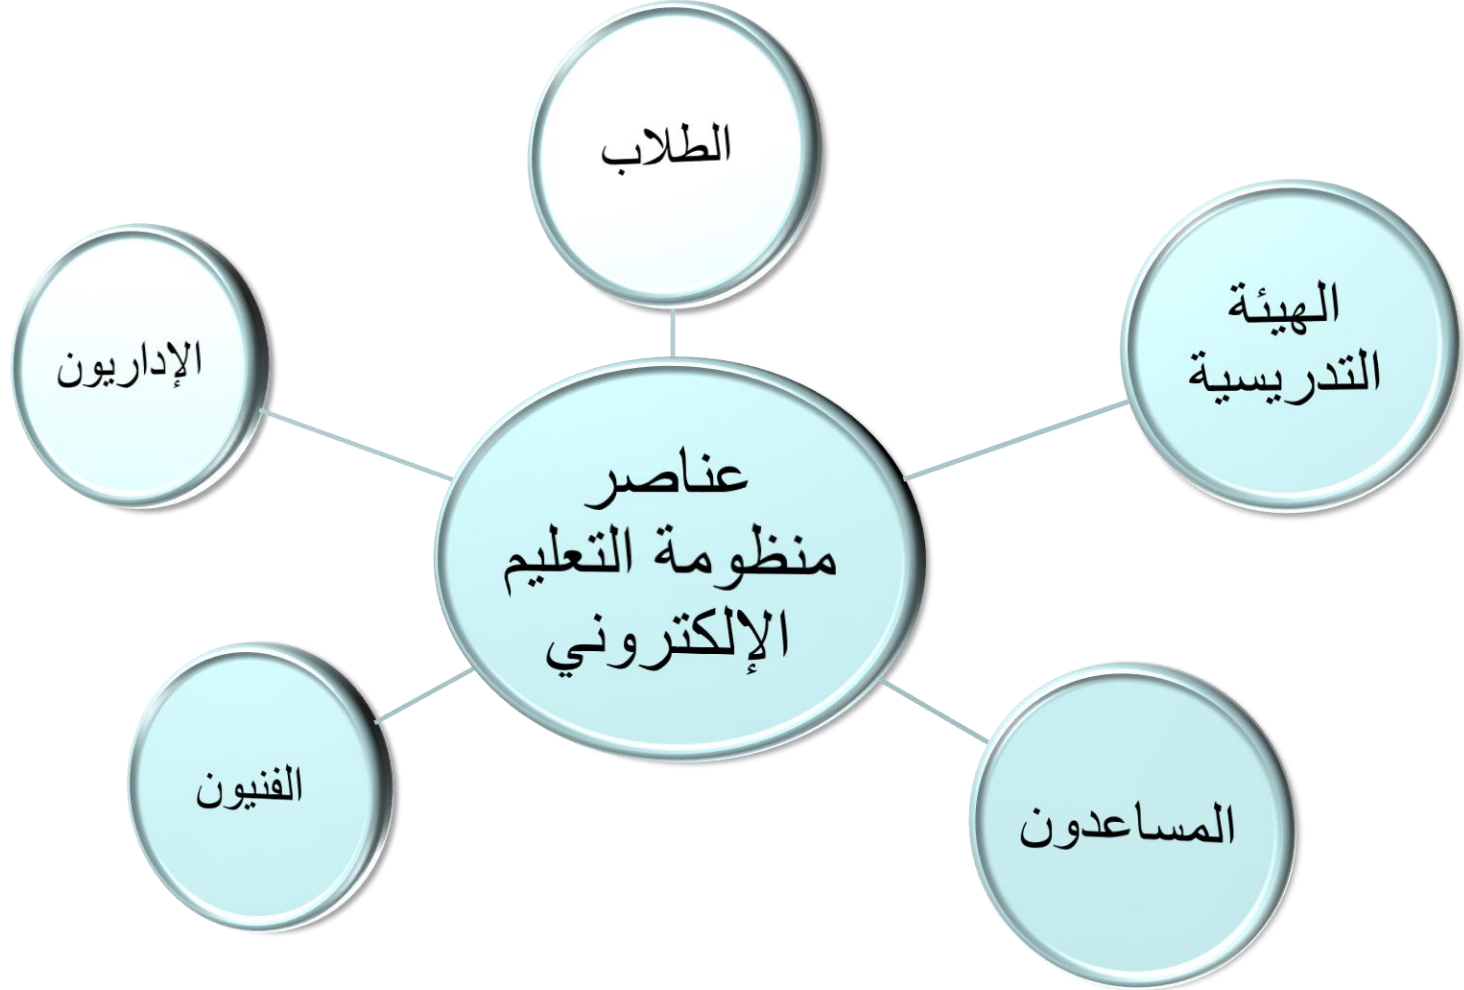 الطلاب
الهيئة
التدريسية
الإداريون
عناصر
منظومة التعليم
الإلكتروني
المساعدون
الفنيون